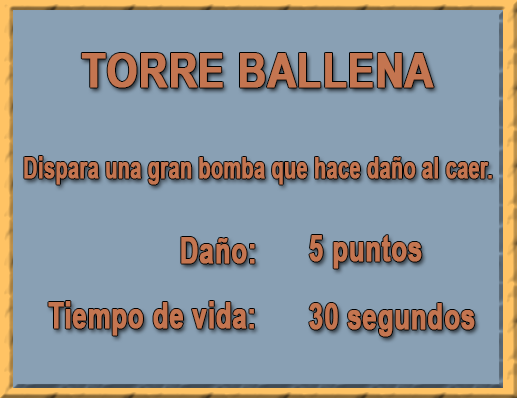 TORRE BALLENA
Dispara una gran bomba que hace daño al caer.
Daño: 5 puntos
Tiempo de vida: 30 segundos